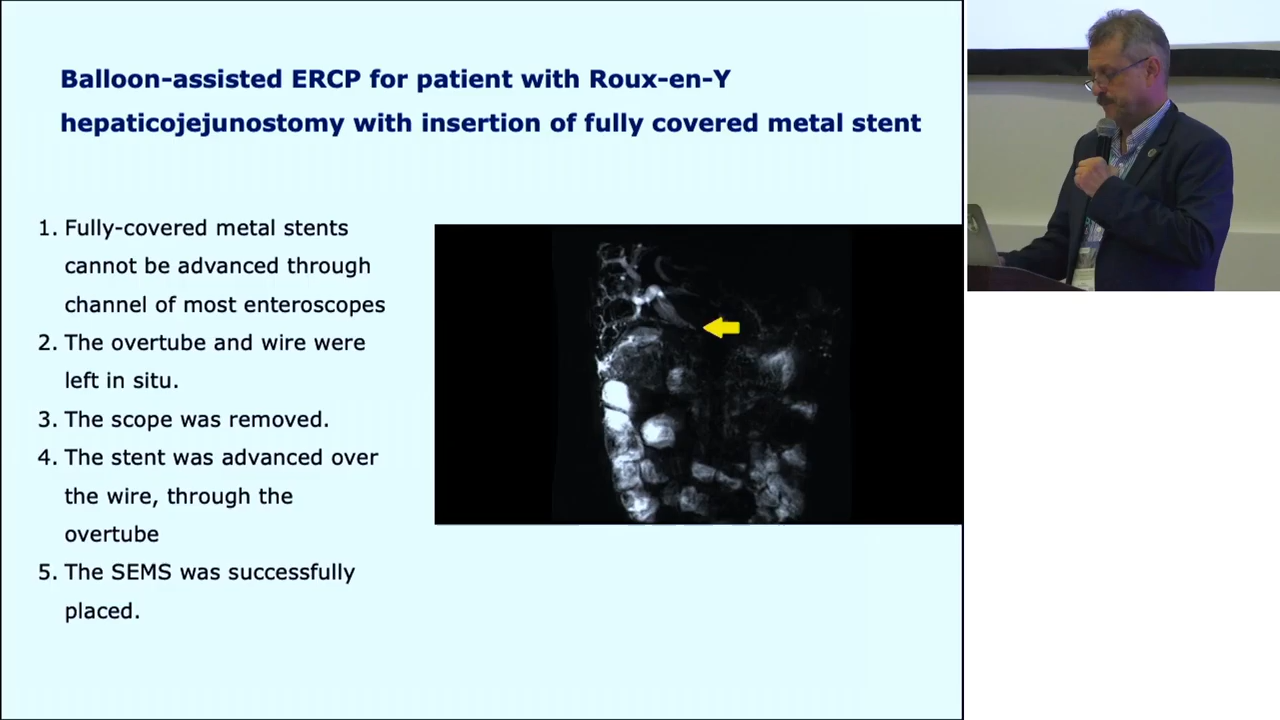 Balloon-assisted ERCP for patient with Roux-en-Y
hepaticojejunostomy with insertion of fully covered metal stent
1. Fully-covered metal stents
cannot be advanced through
channel of most enteroscopes
2. The overtube and wire were
left in situ.
3. The scope was removed.
4. The stent was advanced over
the wire, through the
overtube
5. The SEMS was successfully
placed.